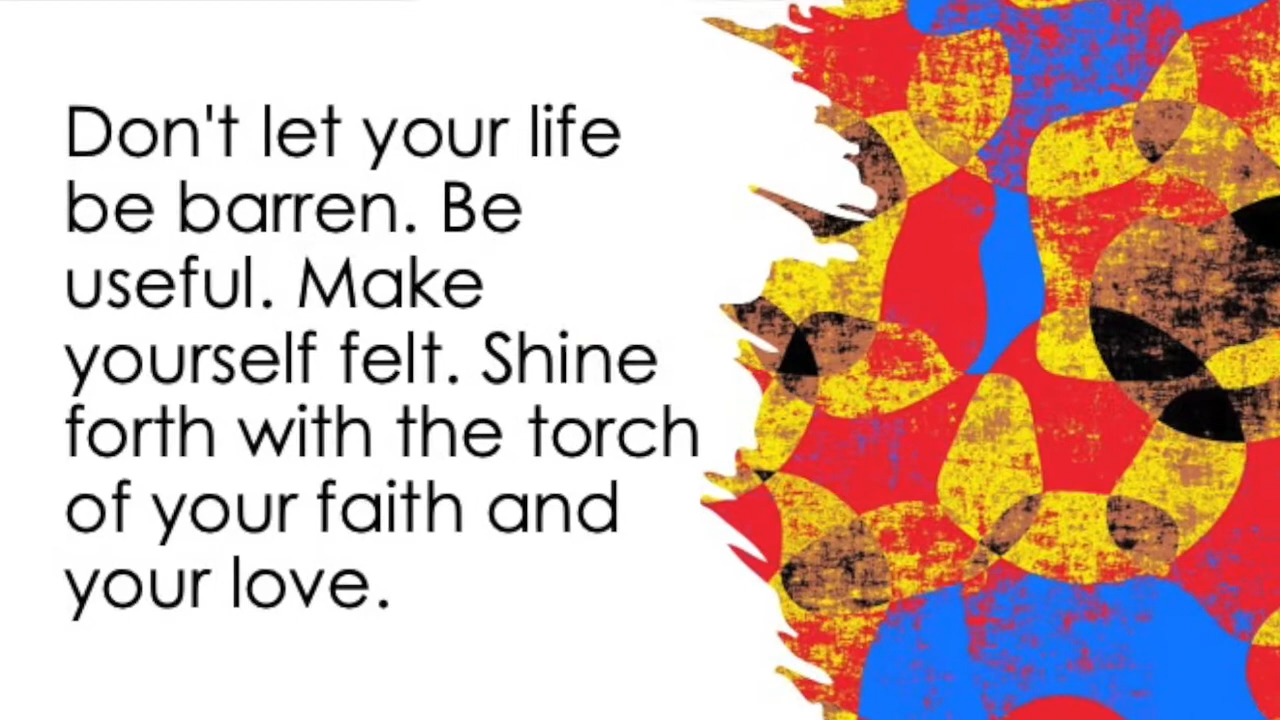 Don't let your life
be barren. Be
useful. Make
yourself felt. Shine
forth with the torch
of your faith and
your love.